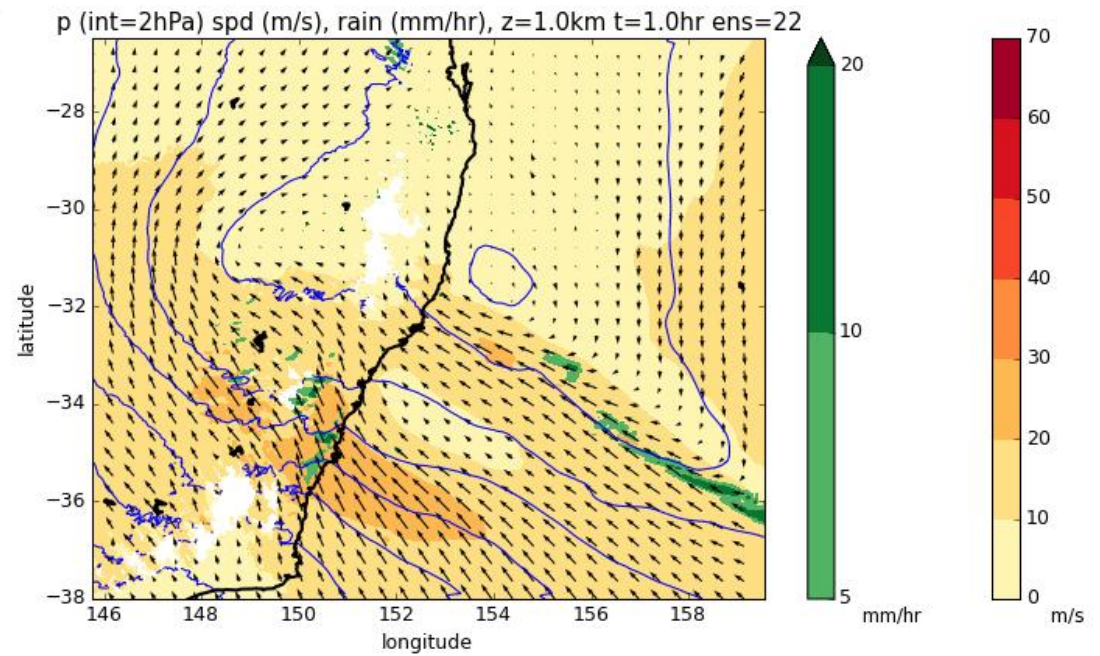 p (int=2hPa) spd (m/s), rain (mm/hr), z=1.0km t=1.0hr ens=22
−28
−30
−32
−34
−36
−38
latitude
146 148 150 152 154 156 158
longitude
20
10
5
mm/hr
70
60
50
40
30
20
10
0
m/s